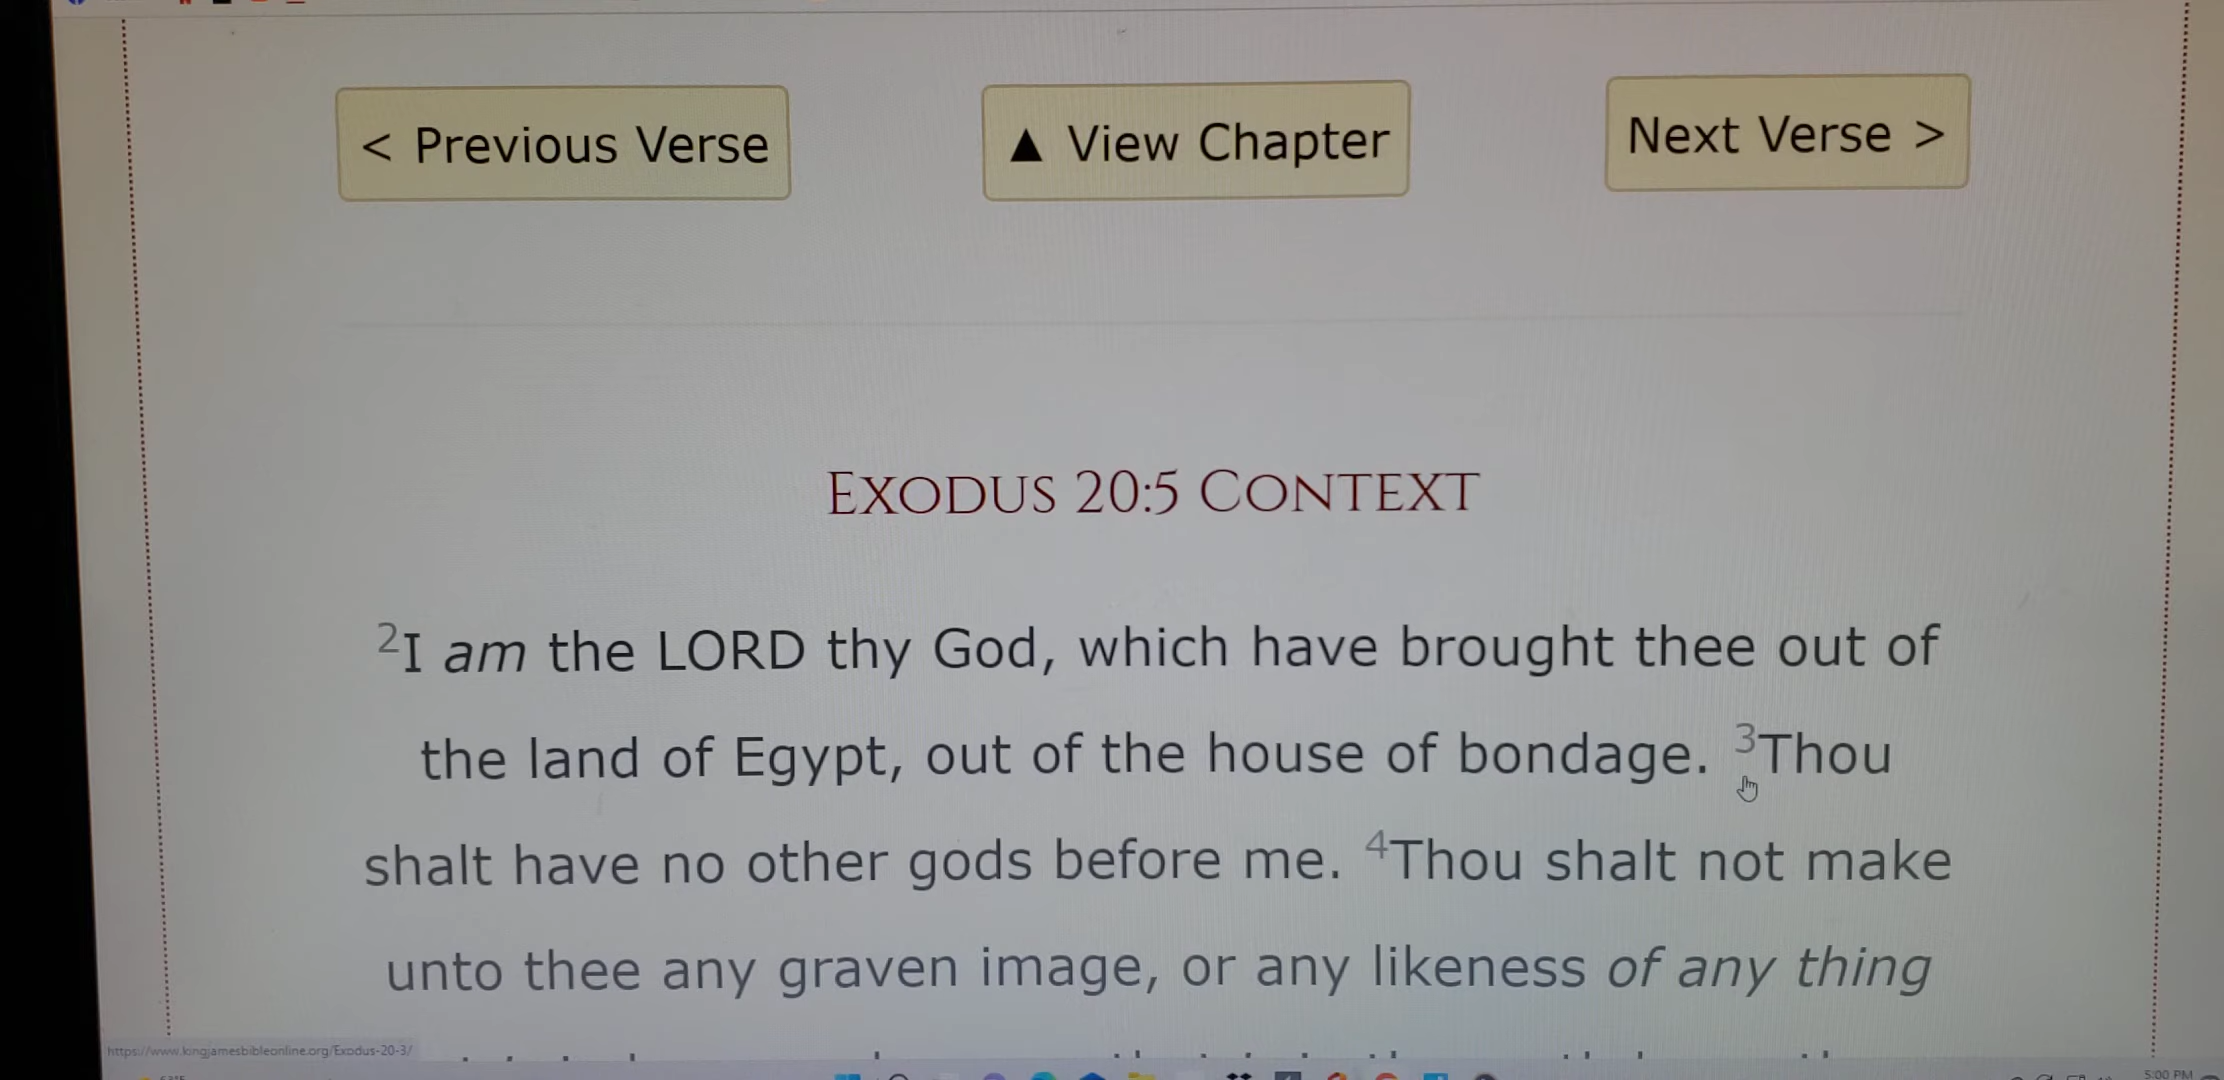 < Previous Verse
▲ View Chapter
Next Verse >
EXODUS 20:5 CONTEXT
2I am the LORD thy God, which have brought thee out of
the land of Egypt, out of the house of bondage. 3Thou
shalt have no other gods before me. 4Thou shalt not make
unto thee any graven image, or any likeness of any thing
https://www.kingjamesbibleonline.org/Exodus-20-3/
5:00 PM